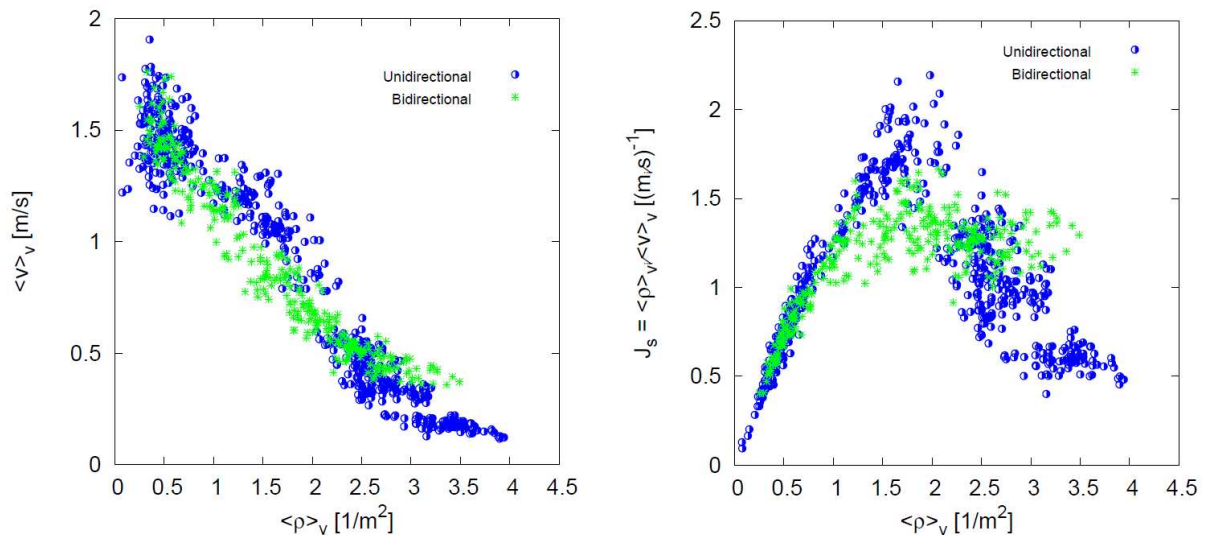 2
1.5
1
0.5
0
0 0.5 1 1.5 2 2.5 3 3.5 4 4.5
<v>ᵥ [m/s]
<ρ>ᵥ [1/m²]
Unidirectional
Bidirectional
2.5
2
1.5
1
0.5
0
0 0.5 1 1.5 2 2.5 3 3.5 4 4.5
Jₛ = <ρ>ᵥ·<v>ᵥ [(m·s)⁻¹]
<ρ>ᵥ [1/m²]
Unidirectional
Bidirectional